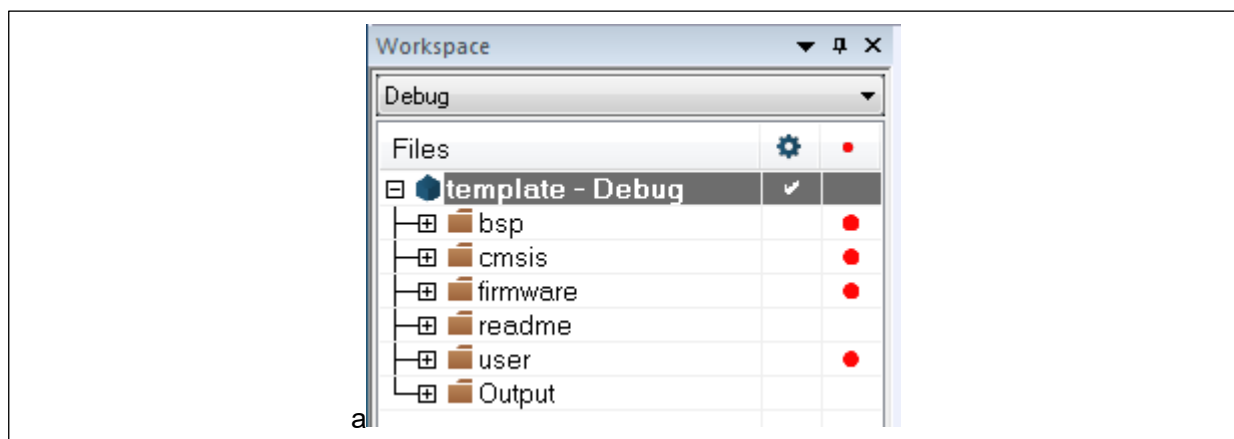 Workspace
Debug
Files
template - Debug
bsp
cmsis
firmware
readme
user
Output
a